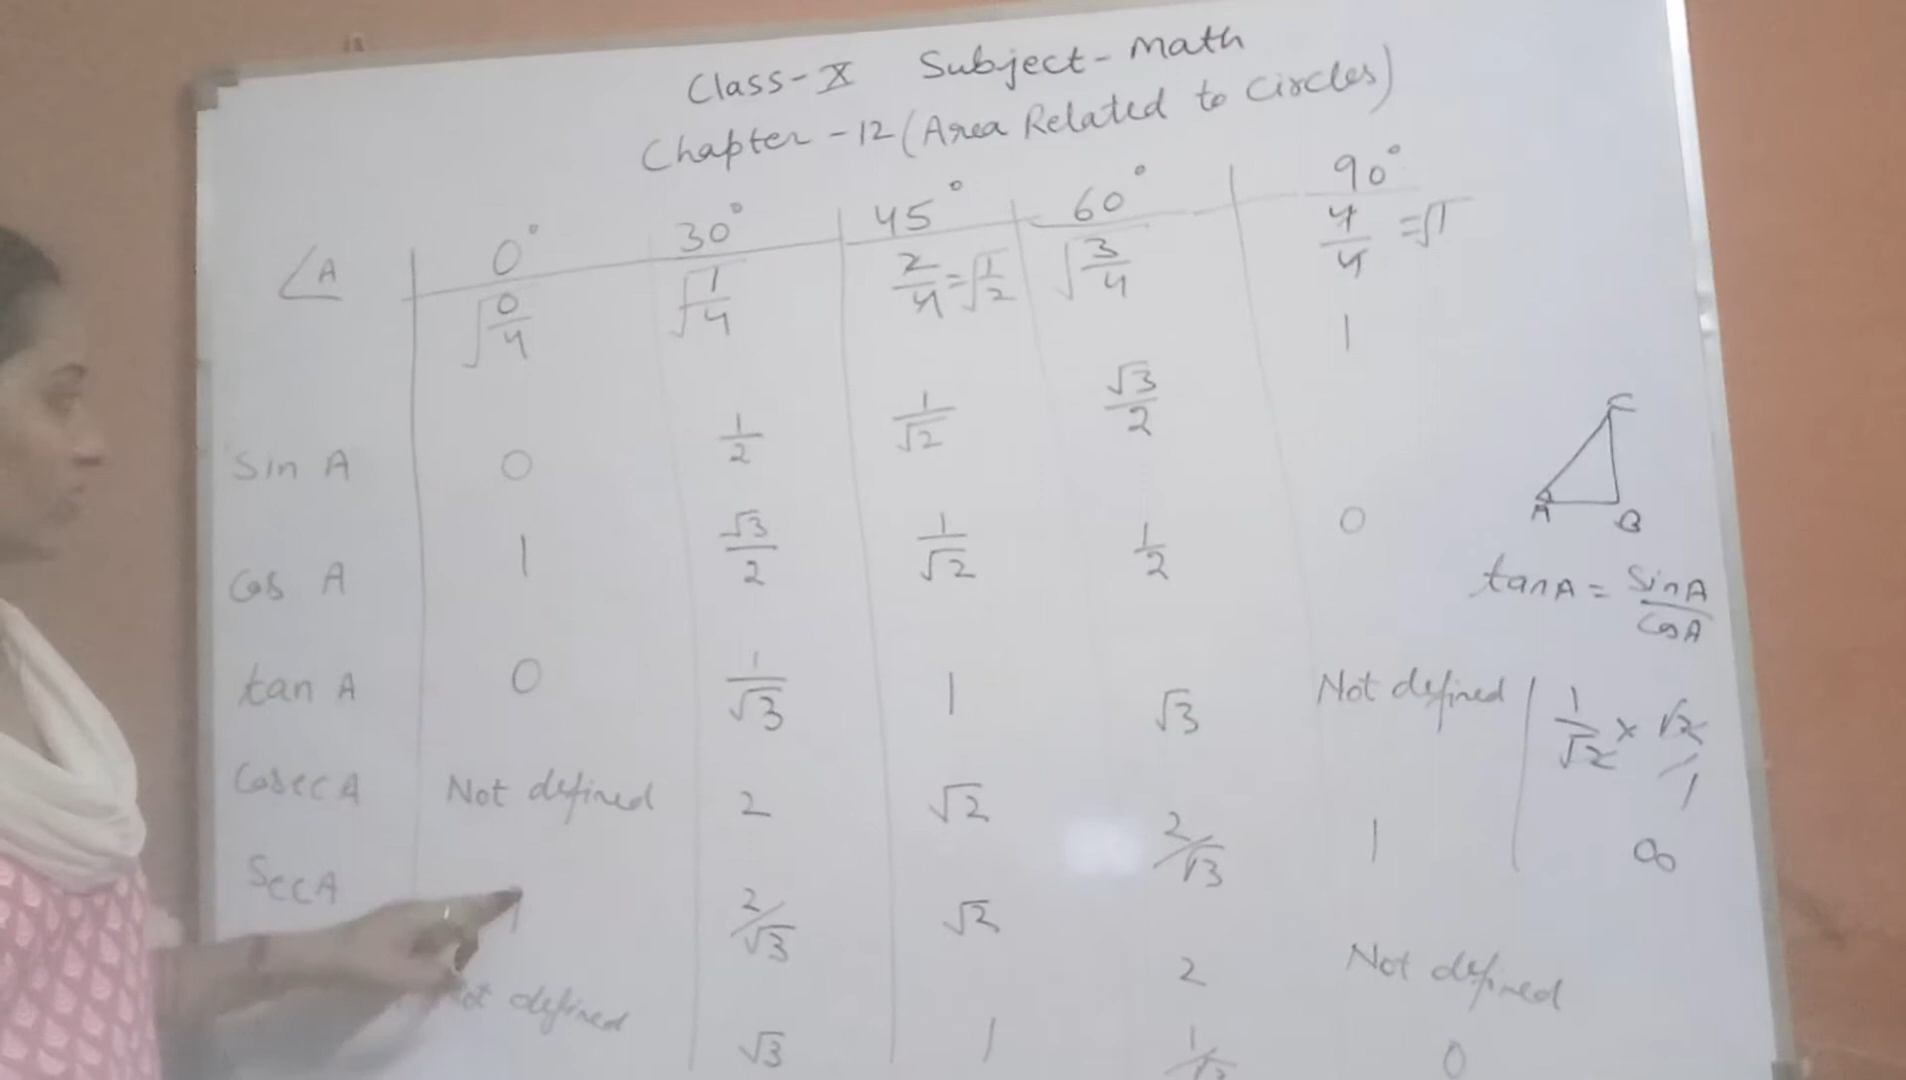 Class-X Subject-Math
Chapter-12 (Area Related to Circles)
∠A 0° 30° 45° 60° 90°
√0/4 √1/4 2/4=√1/2 √3/4 4/4=√1
Sin A 0 1/2 1/√2 √3/2 1
Cos A 1 √3/2 1/√2 1/2 0
tan A 0 1/√3 1 √3 Not defined
Cosec A Not defined 2 √2 2/√3 1
Sec A 1 2/√3 √2 2 Not defined
defined √3 1 0
C
A B
tanA = SinA/CosA
1/√2 × √2/1
∞